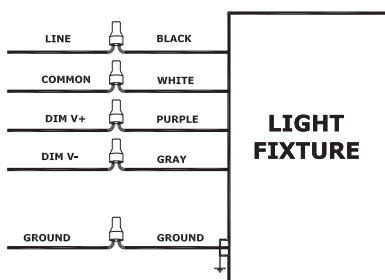 LINE BLACK
COMMON WHITE
DIM V+ PURPLE
DIM V- GRAY
GROUND GROUND
LIGHT
FIXTURE